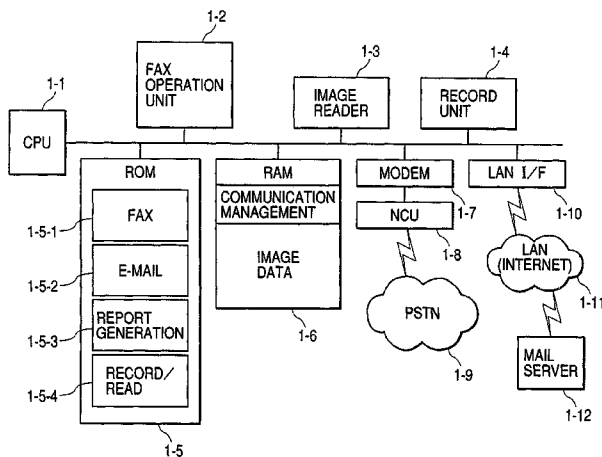 1-2
1-3
1-4
1-1
FAX
OPERATION
UNIT
IMAGE
READER
RECORD
UNIT
CPU
ROM
RAM
MODEM
LAN I/F
COMMUNICATION
MANAGEMENT
1-7
1-10
FAX
NCU
1-5-1
1-8
E-MAIL
IMAGE
DATA
LAN
(INTERNET)
1-5-2
1-11
REPORT
GENERATION
PSTN
1-5-3
1-6
RECORD/
READ
MAIL
SERVER
1-5-4
1-9
1-12
1-5